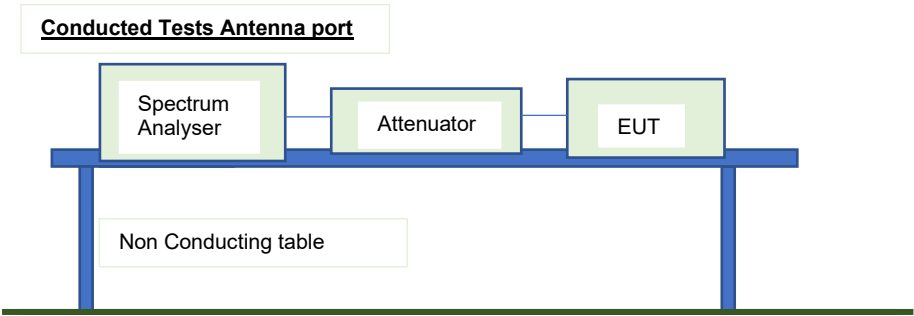 Conducted Tests Antenna port
Spectrum
Analyser
Attenuator
EUT
Non Conducting table